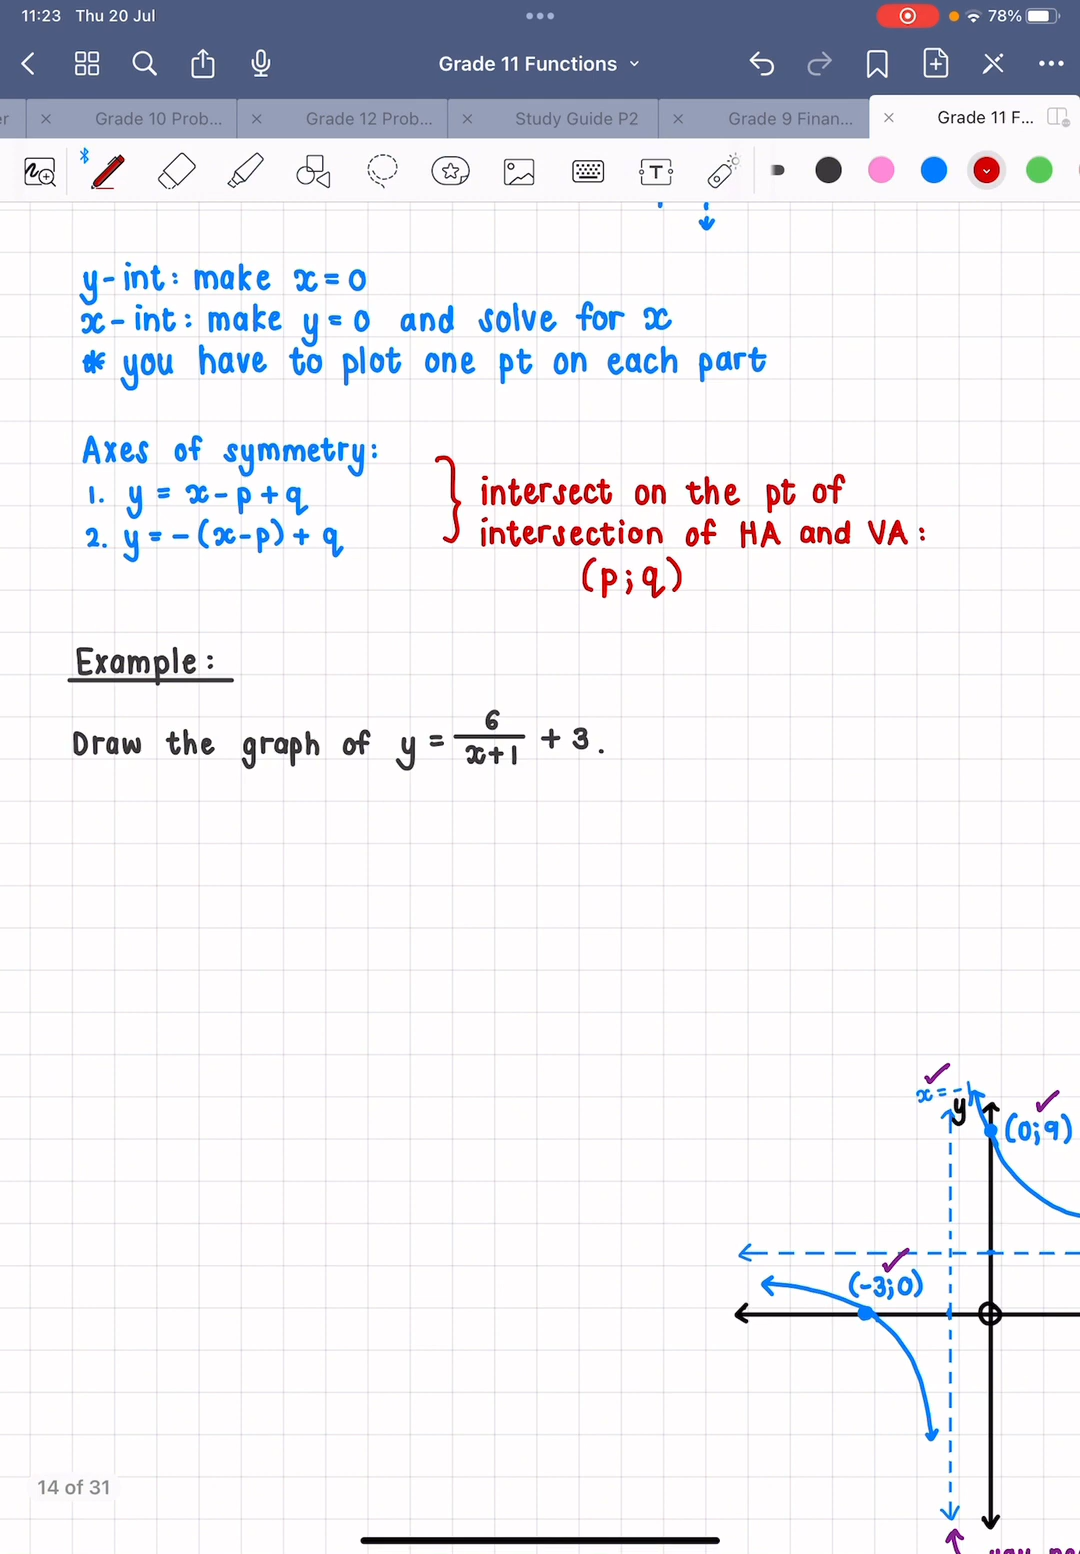 11:23 Thu 20 Jul
78%
Grade 11 Functions
er
Grade 10 Prob...
Grade 12 Prob...
Study Guide P2
Grade 9 Finan...
Grade 11 F...
T
y-int: make x = 0
x-int: make y = 0 and solve for x
* you have to plot one pt on each part
Axes of symmetry:
1. y = x - p + q
2. y = -(x-p) + q
} intersect on the pt of
intersection of HA and VA:
(p;q)
Example:
Draw the graph of y = 6/(x+1) + 3.
x = -1
y
(0;9)
(-3;0)
14 of 31